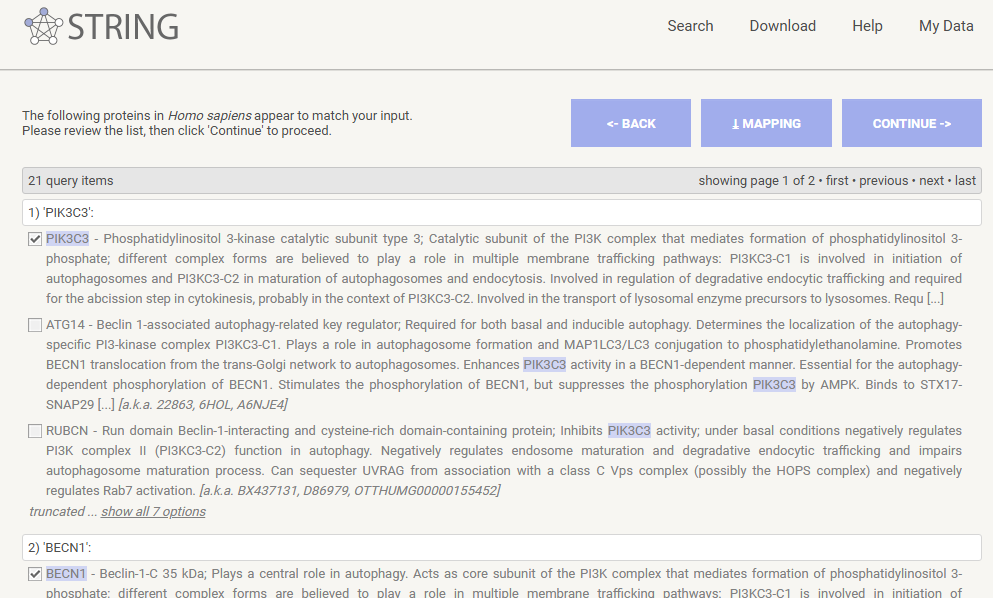 STRING
Search Download Help My Data
The following proteins in Homo sapiens appear to match your input.
Please review the list, then click 'Continue' to proceed.
<- BACK
⤓ MAPPING
CONTINUE ->
21 query items
showing page 1 of 2 • first • previous • next • last
1) 'PIK3C3':
PIK3C3 - Phosphatidylinositol 3-kinase catalytic subunit type 3; Catalytic subunit of the PI3K complex that mediates formation of phosphatidylinositol 3-
phosphate; different complex forms are believed to play a role in multiple membrane trafficking pathways: PI3KC3-C1 is involved in initiation of
autophagosomes and PI3KC3-C2 in maturation of autophagosomes and endocytosis. Involved in regulation of degradative endocytic trafficking and required
for the abcission step in cytokinesis, probably in the context of PI3KC3-C2. Involved in the transport of lysosomal enzyme precursors to lysosomes. Requ [...]
ATG14 - Beclin 1-associated autophagy-related key regulator; Required for both basal and inducible autophagy. Determines the localization of the autophagy-
specific PI3-kinase complex PI3KC3-C1. Plays a role in autophagosome formation and MAP1LC3/LC3 conjugation to phosphatidylethanolamine. Promotes
BECN1 translocation from the trans-Golgi network to autophagosomes. Enhances PIK3C3 activity in a BECN1-dependent manner. Essential for the autophagy-
dependent phosphorylation of BECN1. Stimulates the phosphorylation of BECN1, but suppresses the phosphorylation PIK3C3 by AMPK. Binds to STX17-
SNAP29 [...] [a.k.a. 22863, 6HOL, A6NJE4]
RUBCN - Run domain Beclin-1-interacting and cysteine-rich domain-containing protein; Inhibits PIK3C3 activity; under basal conditions negatively regulates
PI3K complex II (PI3KC3-C2) function in autophagy. Negatively regulates endosome maturation and degradative endocytic trafficking and impairs
autophagosome maturation process. Can sequester UVRAG from association with a class C Vps complex (possibly the HOPS complex) and negatively
regulates Rab7 activation. [a.k.a. BX437131, D86979, OTTHUMG00000155452]
truncated ... show all 7 options
2) 'BECN1':
BECN1 - Beclin-1-C 35 kDa; Plays a central role in autophagy. Acts as core subunit of the PI3K complex that mediates formation of phosphatidylinositol 3-
phosphate; different complex forms are believed to play a role in multiple membrane trafficking pathways: PI3KC3-C1 is involved in initiation of